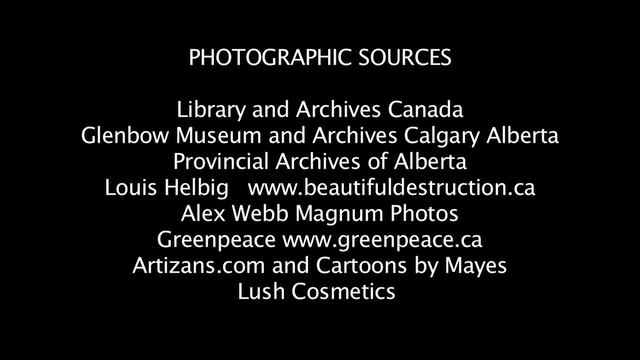 PHOTOGRAPHIC SOURCES
Library and Archives Canada
Glenbow Museum and Archives Calgary Alberta
Provincial Archives of Alberta
Louis Helbig www.beautifuldestruction.ca
Alex Webb Magnum Photos
Greenpeace www.greenpeace.ca
Artizans.com and Cartoons by Mayes
Lush Cosmetics